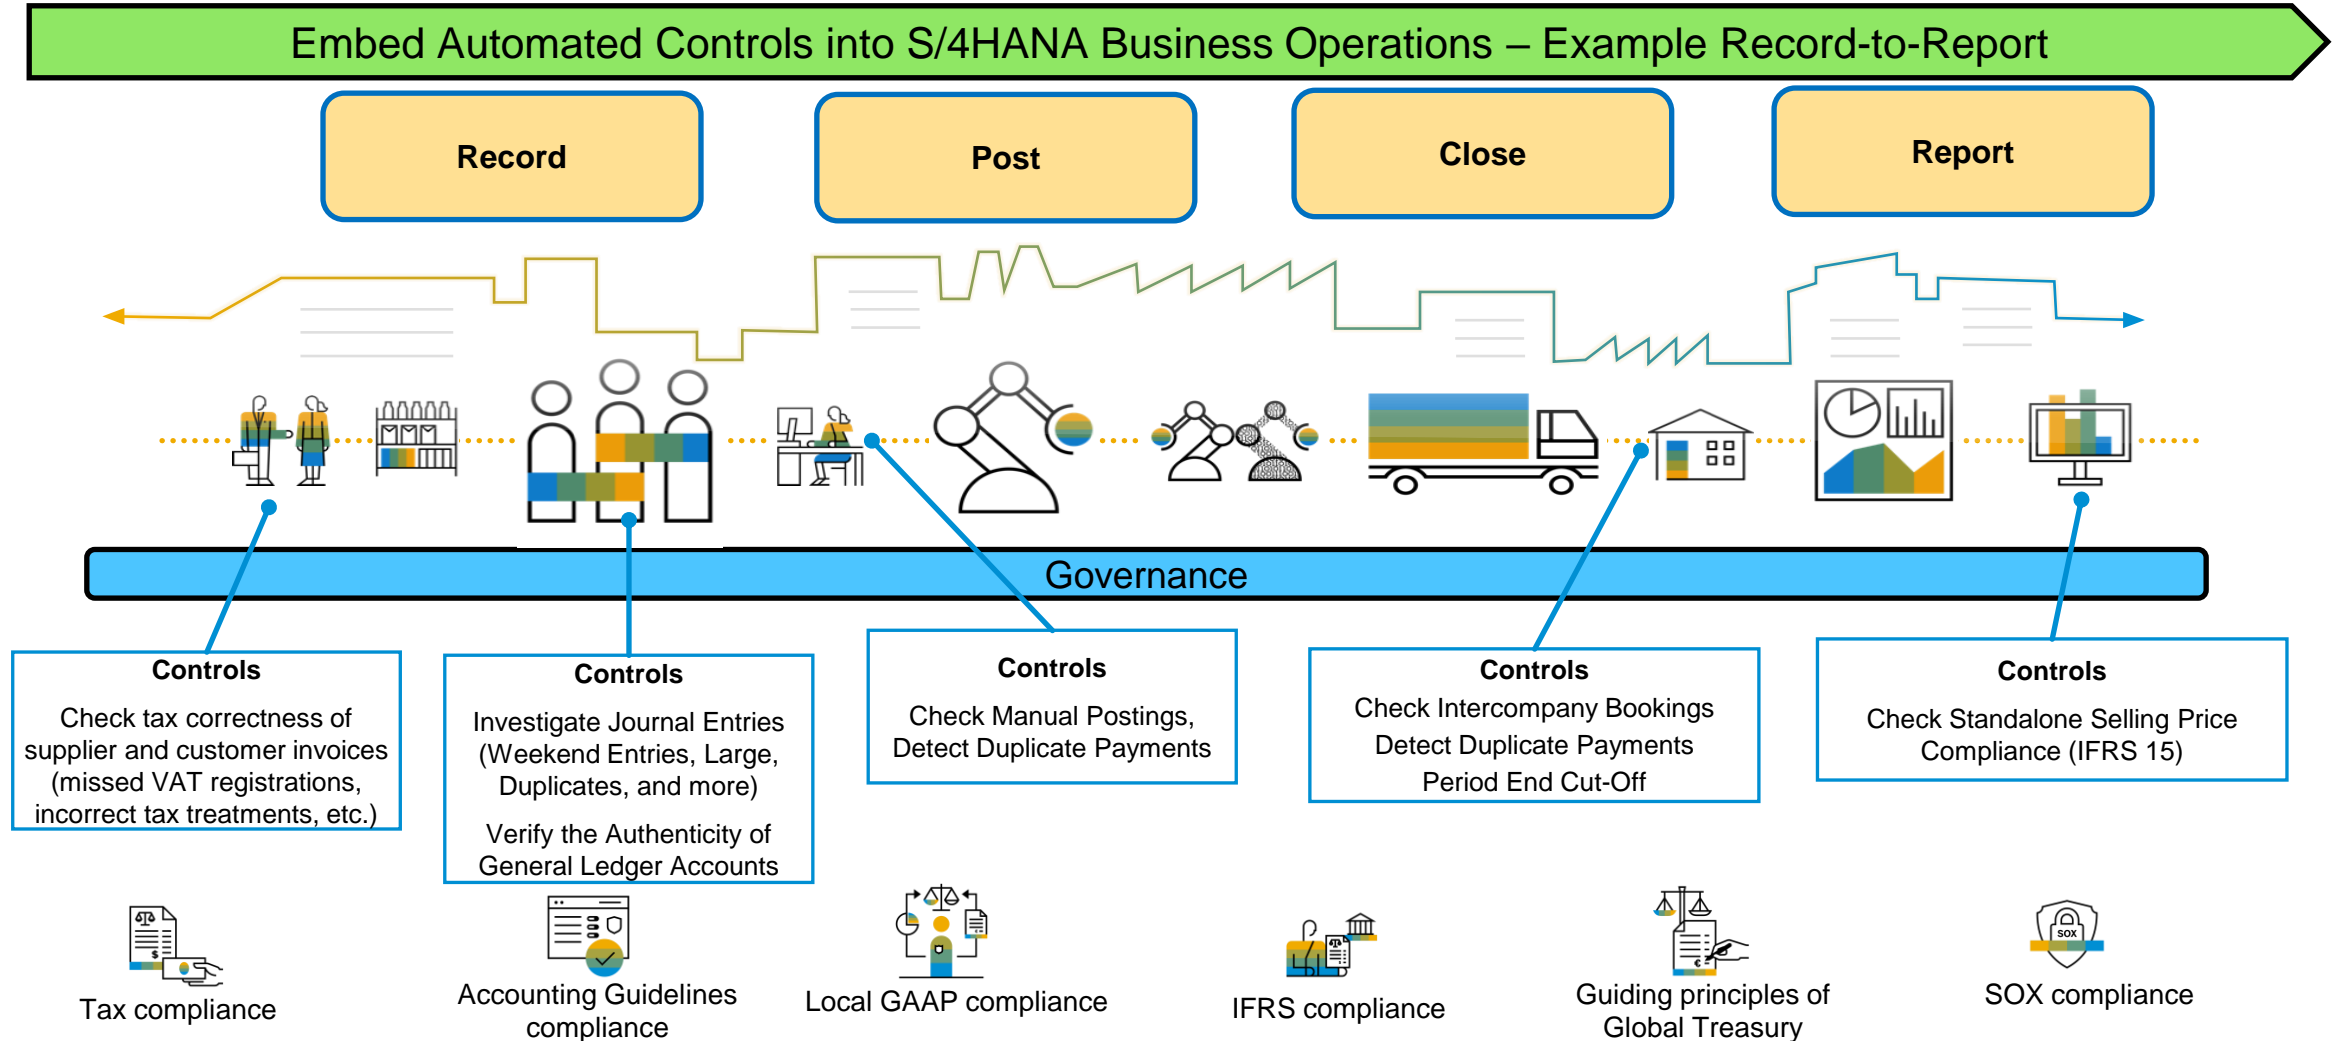 Embed Automated Controls into S/4HANA Business Operations – Example Record-to-Report
Record
Post
Close
Report
Governance
Controls
Check tax correctness of
supplier and customer invoices
(missed VAT registrations,
incorrect tax treatments, etc.)
Controls
Investigate Journal Entries
(Weekend Entries, Large,
Duplicates, and more)
Verify the Authenticity of
General Ledger Accounts
Controls
Check Manual Postings,
Detect Duplicate Payments
Controls
Check Intercompany Bookings
Detect Duplicate Payments
Period End Cut-Off
Controls
Check Standalone Selling Price
Compliance (IFRS 15)
$
€
SOX
Tax compliance
Accounting Guidelines
compliance
Local GAAP compliance
IFRS compliance
Guiding principles of
Global Treasury
SOX compliance